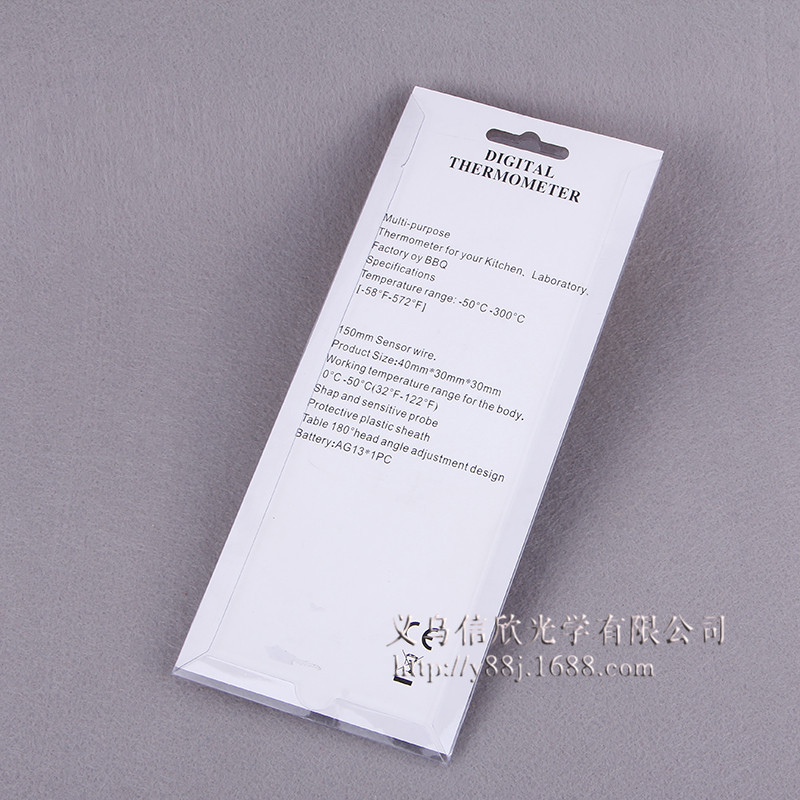 DIGITAL
THERMOMETER
Multi-purpose
Thermometer for your Kitchen, Laboratory.
Factory oy BBQ
Specifications
Temperature range: -50°C -300°C
[-58°F-572°F]
150mm Sensor wire.
Product Size:40mm*30mm*30mm
Working temperature range for the body.
0°C -50°C(32°F-122°F)
Shap and sensitive probe
Protective plastic sheath
Table 180°head angle adjustment design
Battery:AG13*1PC
CE
义乌信欣光学有限公司
http://y88j.1688.com